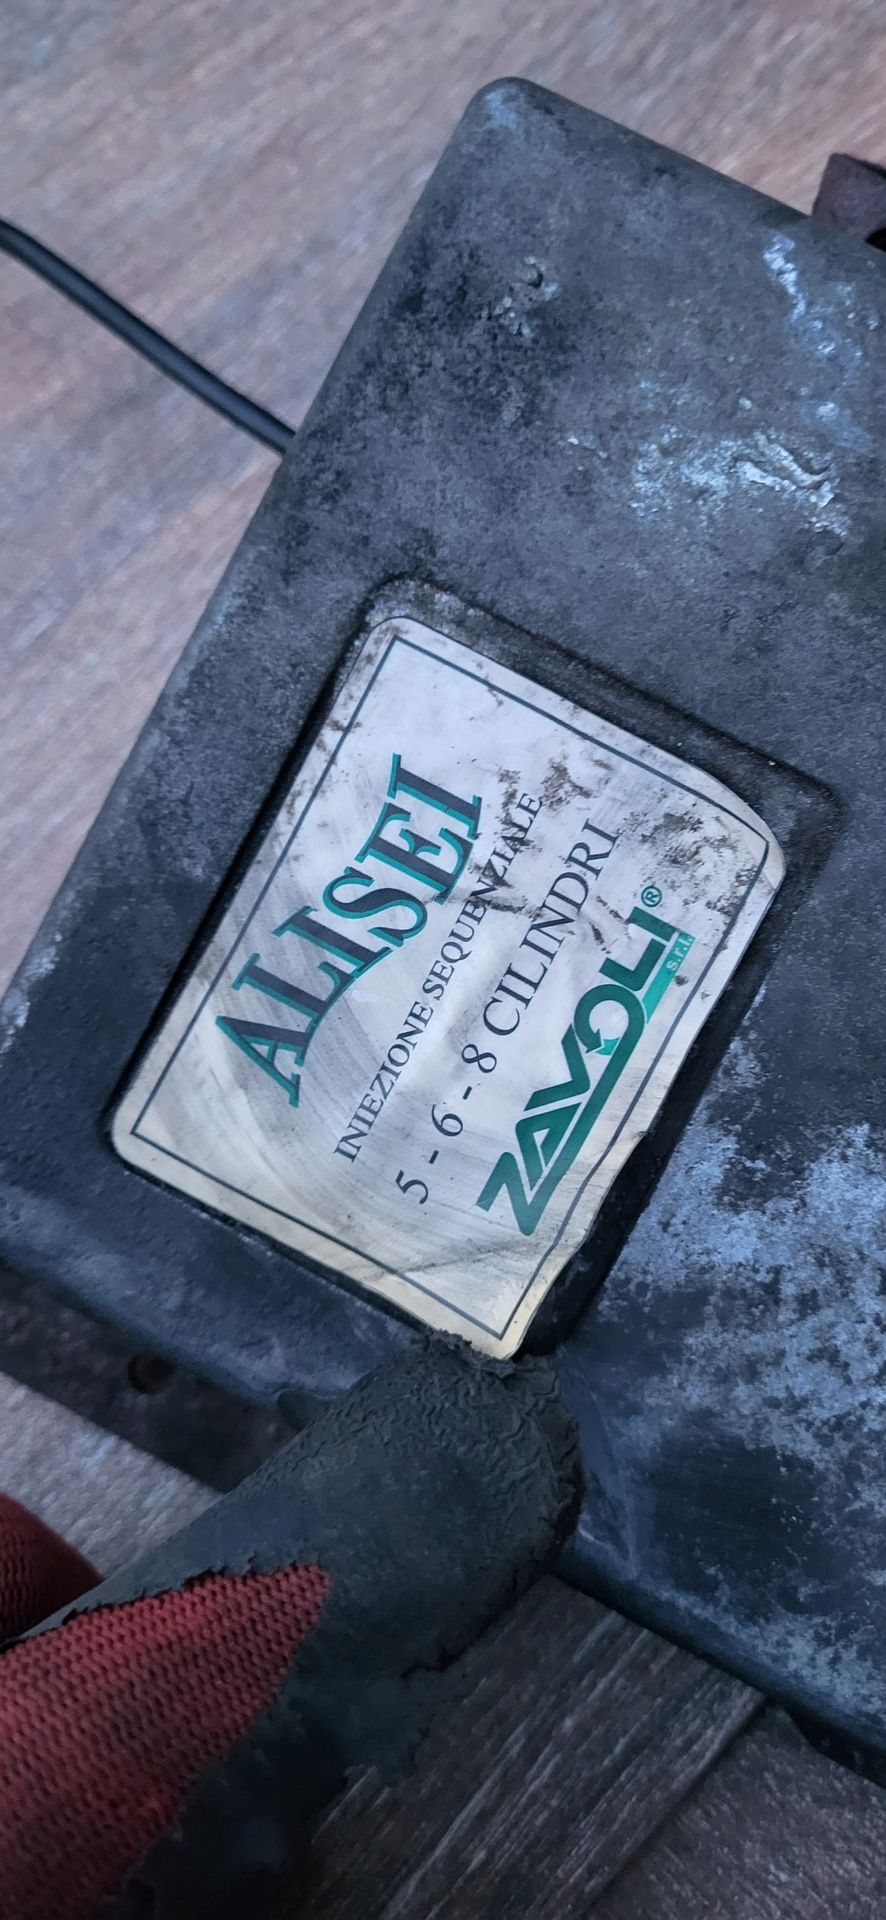 ALISEI
INIEZIONE SEQUENZIALE
5 - 6 - 8 CILINDRI
ZAVOLI®
s.r.l.